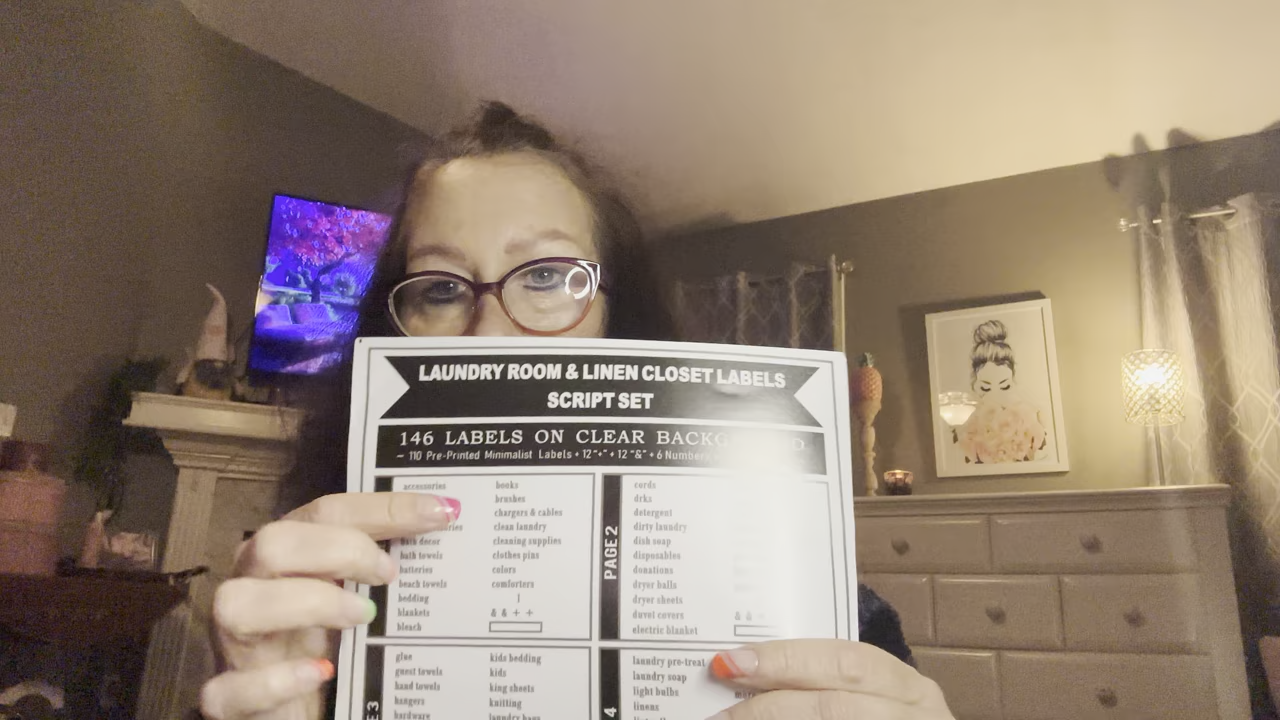 LAUNDRY ROOM & LINEN CLOSET LABELS
SCRIPT SET
146 LABELS ON CLEAR
– 110 Pre-Printed Minimalist Labels + 12 "+" + 12 "&" + 6
accessories
bath decor
bath towels
batteries
beach towels
bedding
blankets
bleach
books
brushes
chargers & cables
clean laundry
cleaning supplies
clothes pins
colors
comforters
& & + +
PAGE 2
cords
detergent
dirty laundry
dish soap
disposables
donations
dryer balls
dryer sheets
duvet covers
electric blanket
& &
glue
guest towels
hand towels
hangers
hardware
kids bedding
kids
king sheets
knitting
laundry bags
laundry pre-treat
laundry soap
light bulbs
linens